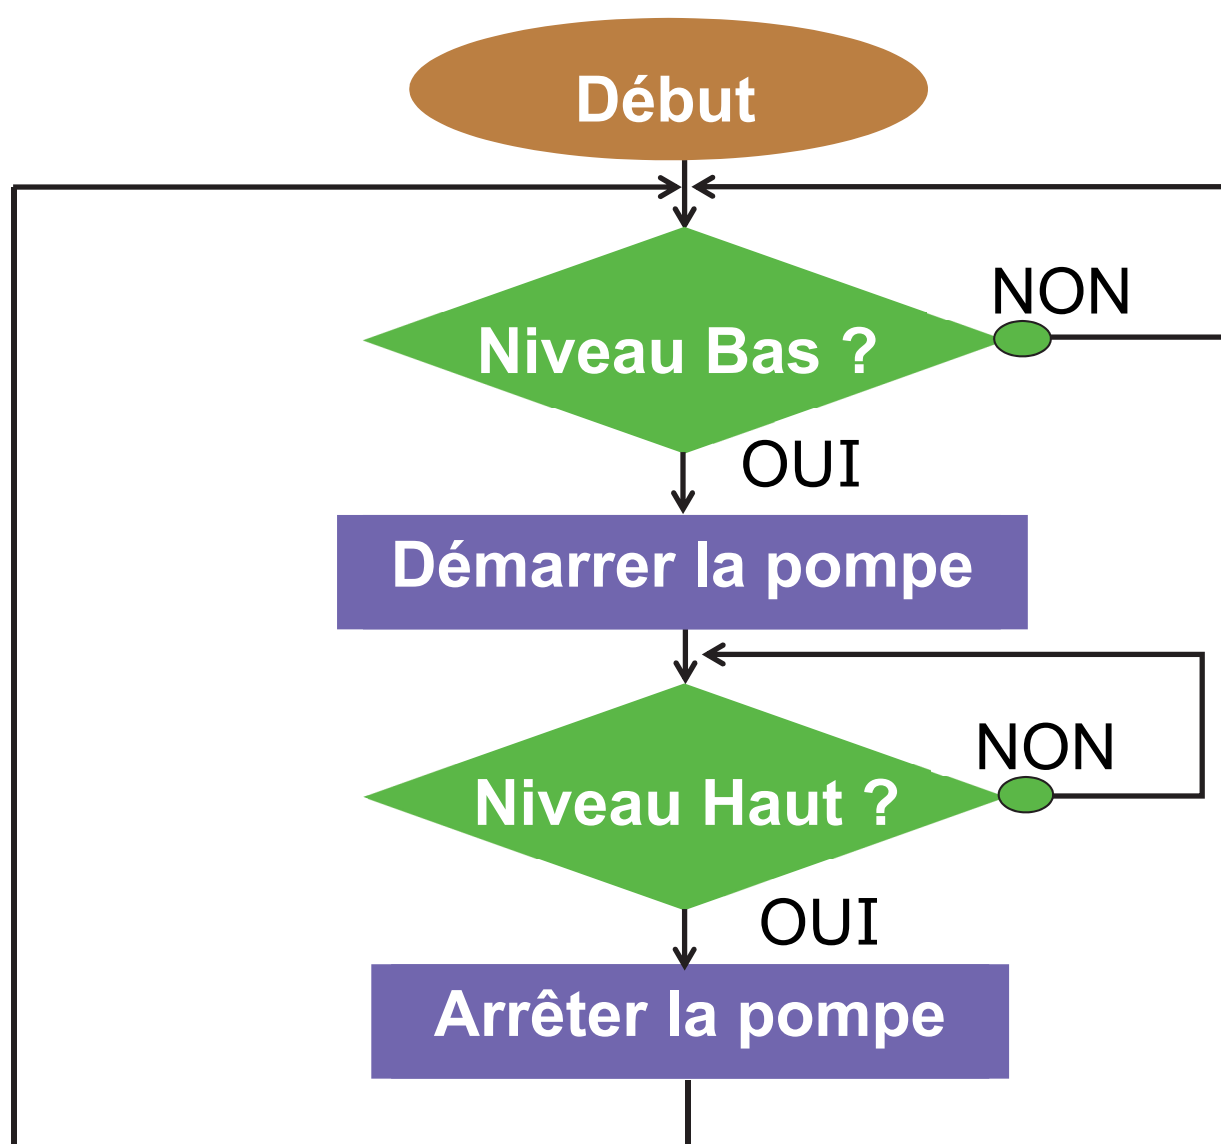 Début
NON
Niveau Bas ?
OUI
Démarrer la pompe
NON
Niveau Haut ?
OUI
Arrêter la pompe